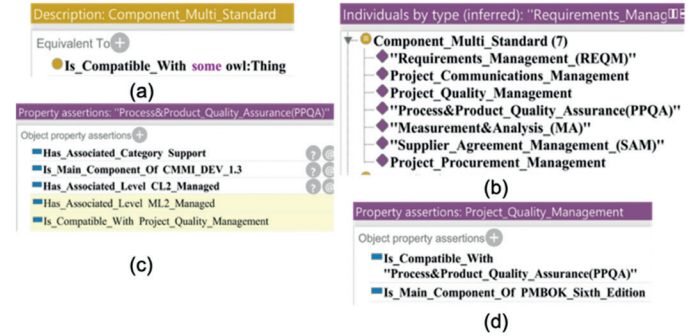 Description: Component_Multi_Standard
Equivalent To
Is_Compatible_With some owl:Thing
(a)
Individuals by type (inferred): "Requirements_Manag
Component_Multi_Standard (7)
"Requirements_Management_(REQM)"
Project_Communications_Management
Project_Quality_Management
"Process&Product_Quality_Assurance(PPQA)"
"Measurement&Analysis_(MA)"
"Supplier_Agreement_Management_(SAM)"
Project_Procurement_Management
(b)
Property assertions: "Process&Product_Quality_Assurance(PPQA)"
Object property assertions
Has_Associated_Category Support
Is_Main_Component_Of CMMI_DEV_1.3
Has_Associated_Level CL2_Managed
Has_Associated_Level ML2_Managed
Is_Compatible_With Project_Quality_Management
(c)
Property assertions: Project_Quality_Management
Object property assertions
Is_Compatible_With
"Process&Product_Quality_Assurance(PPQA)"
Is_Main_Component_Of PMBOK_Sixth_Edition
(d)